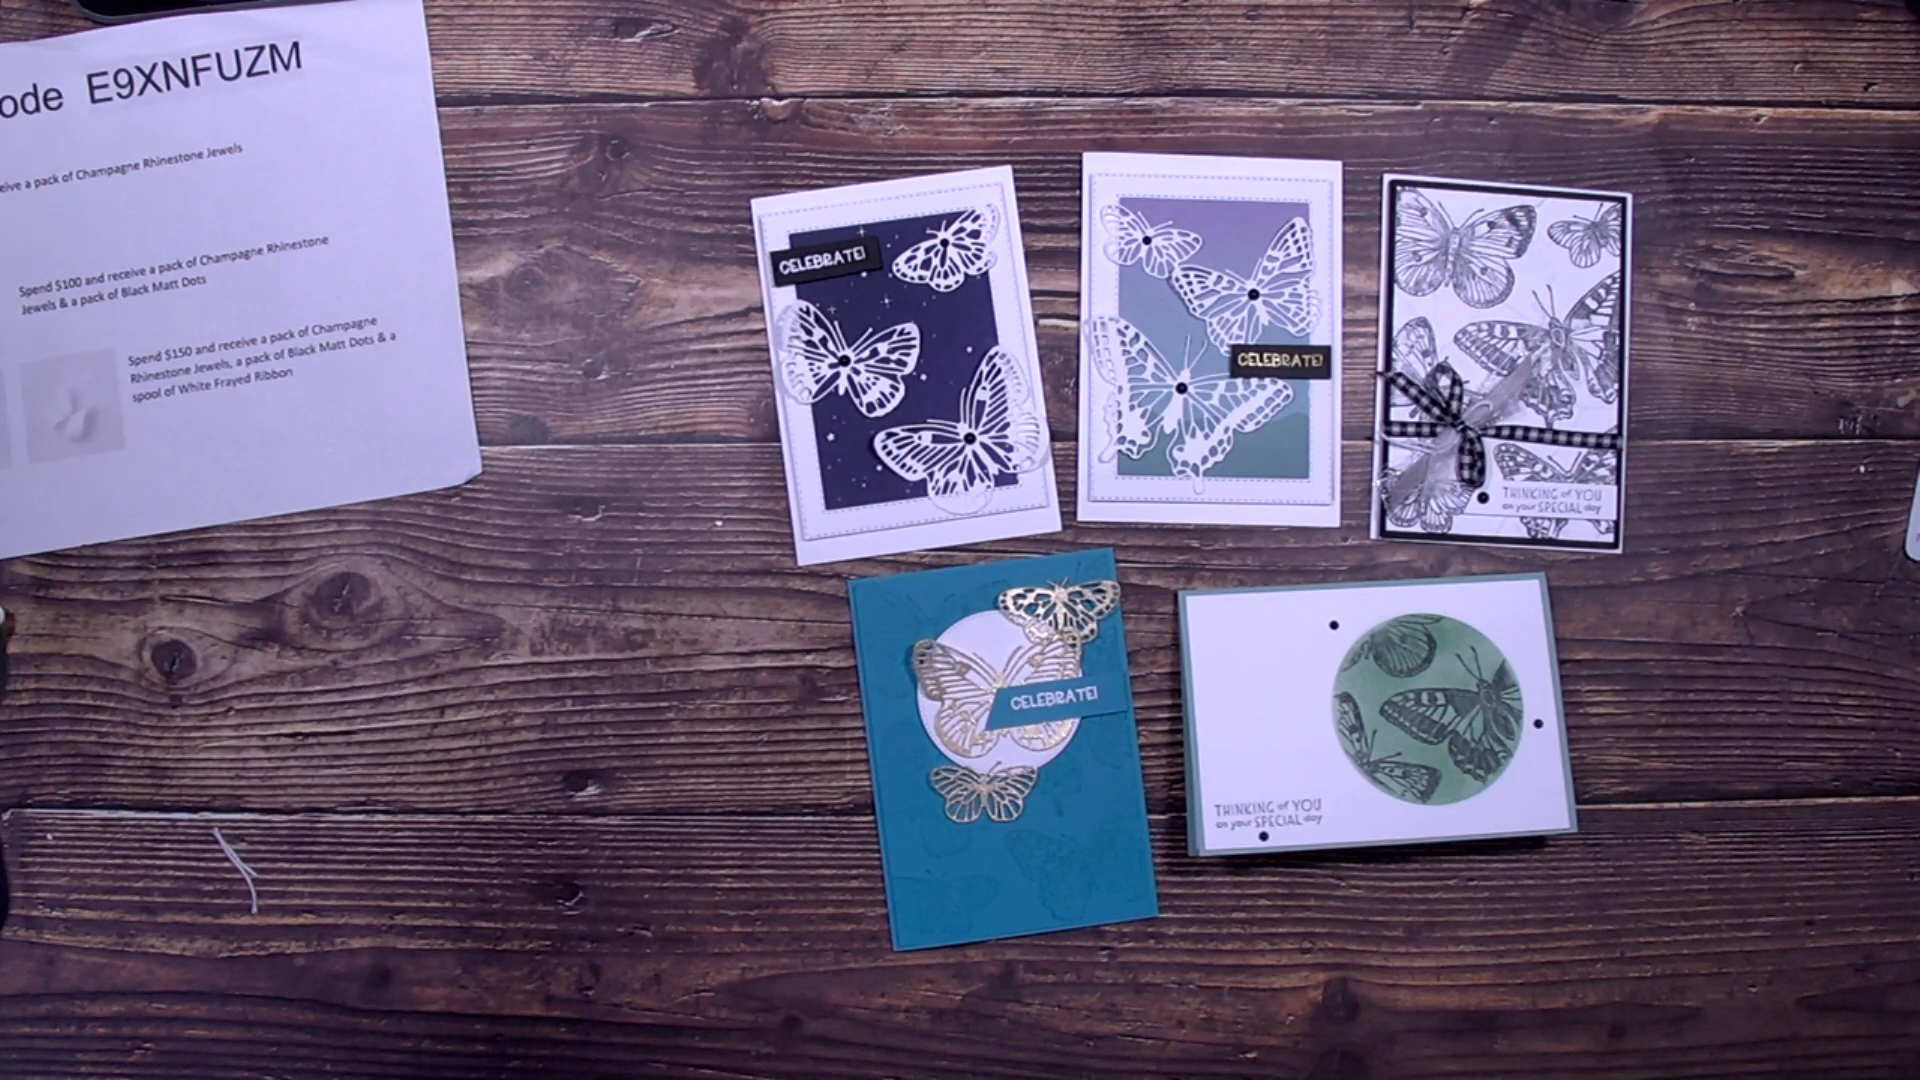 ode E9XNFUZM
eive a pack of Champagne Rhinestone Jewels
Spend $100 and receive a pack of Champagne Rhinestone
Jewels & a pack of Black Matt Dots
Spend $150 and receive a pack of Champagne
Rhinestone Jewels, a pack of Black Matt Dots & a
spool of White Frayed Ribbon
CELEBRATE!
CELEBRATE!
THINKING of YOU
on your SPECIAL day
CELEBRATE!
THINKING of YOU
on your SPECIAL day